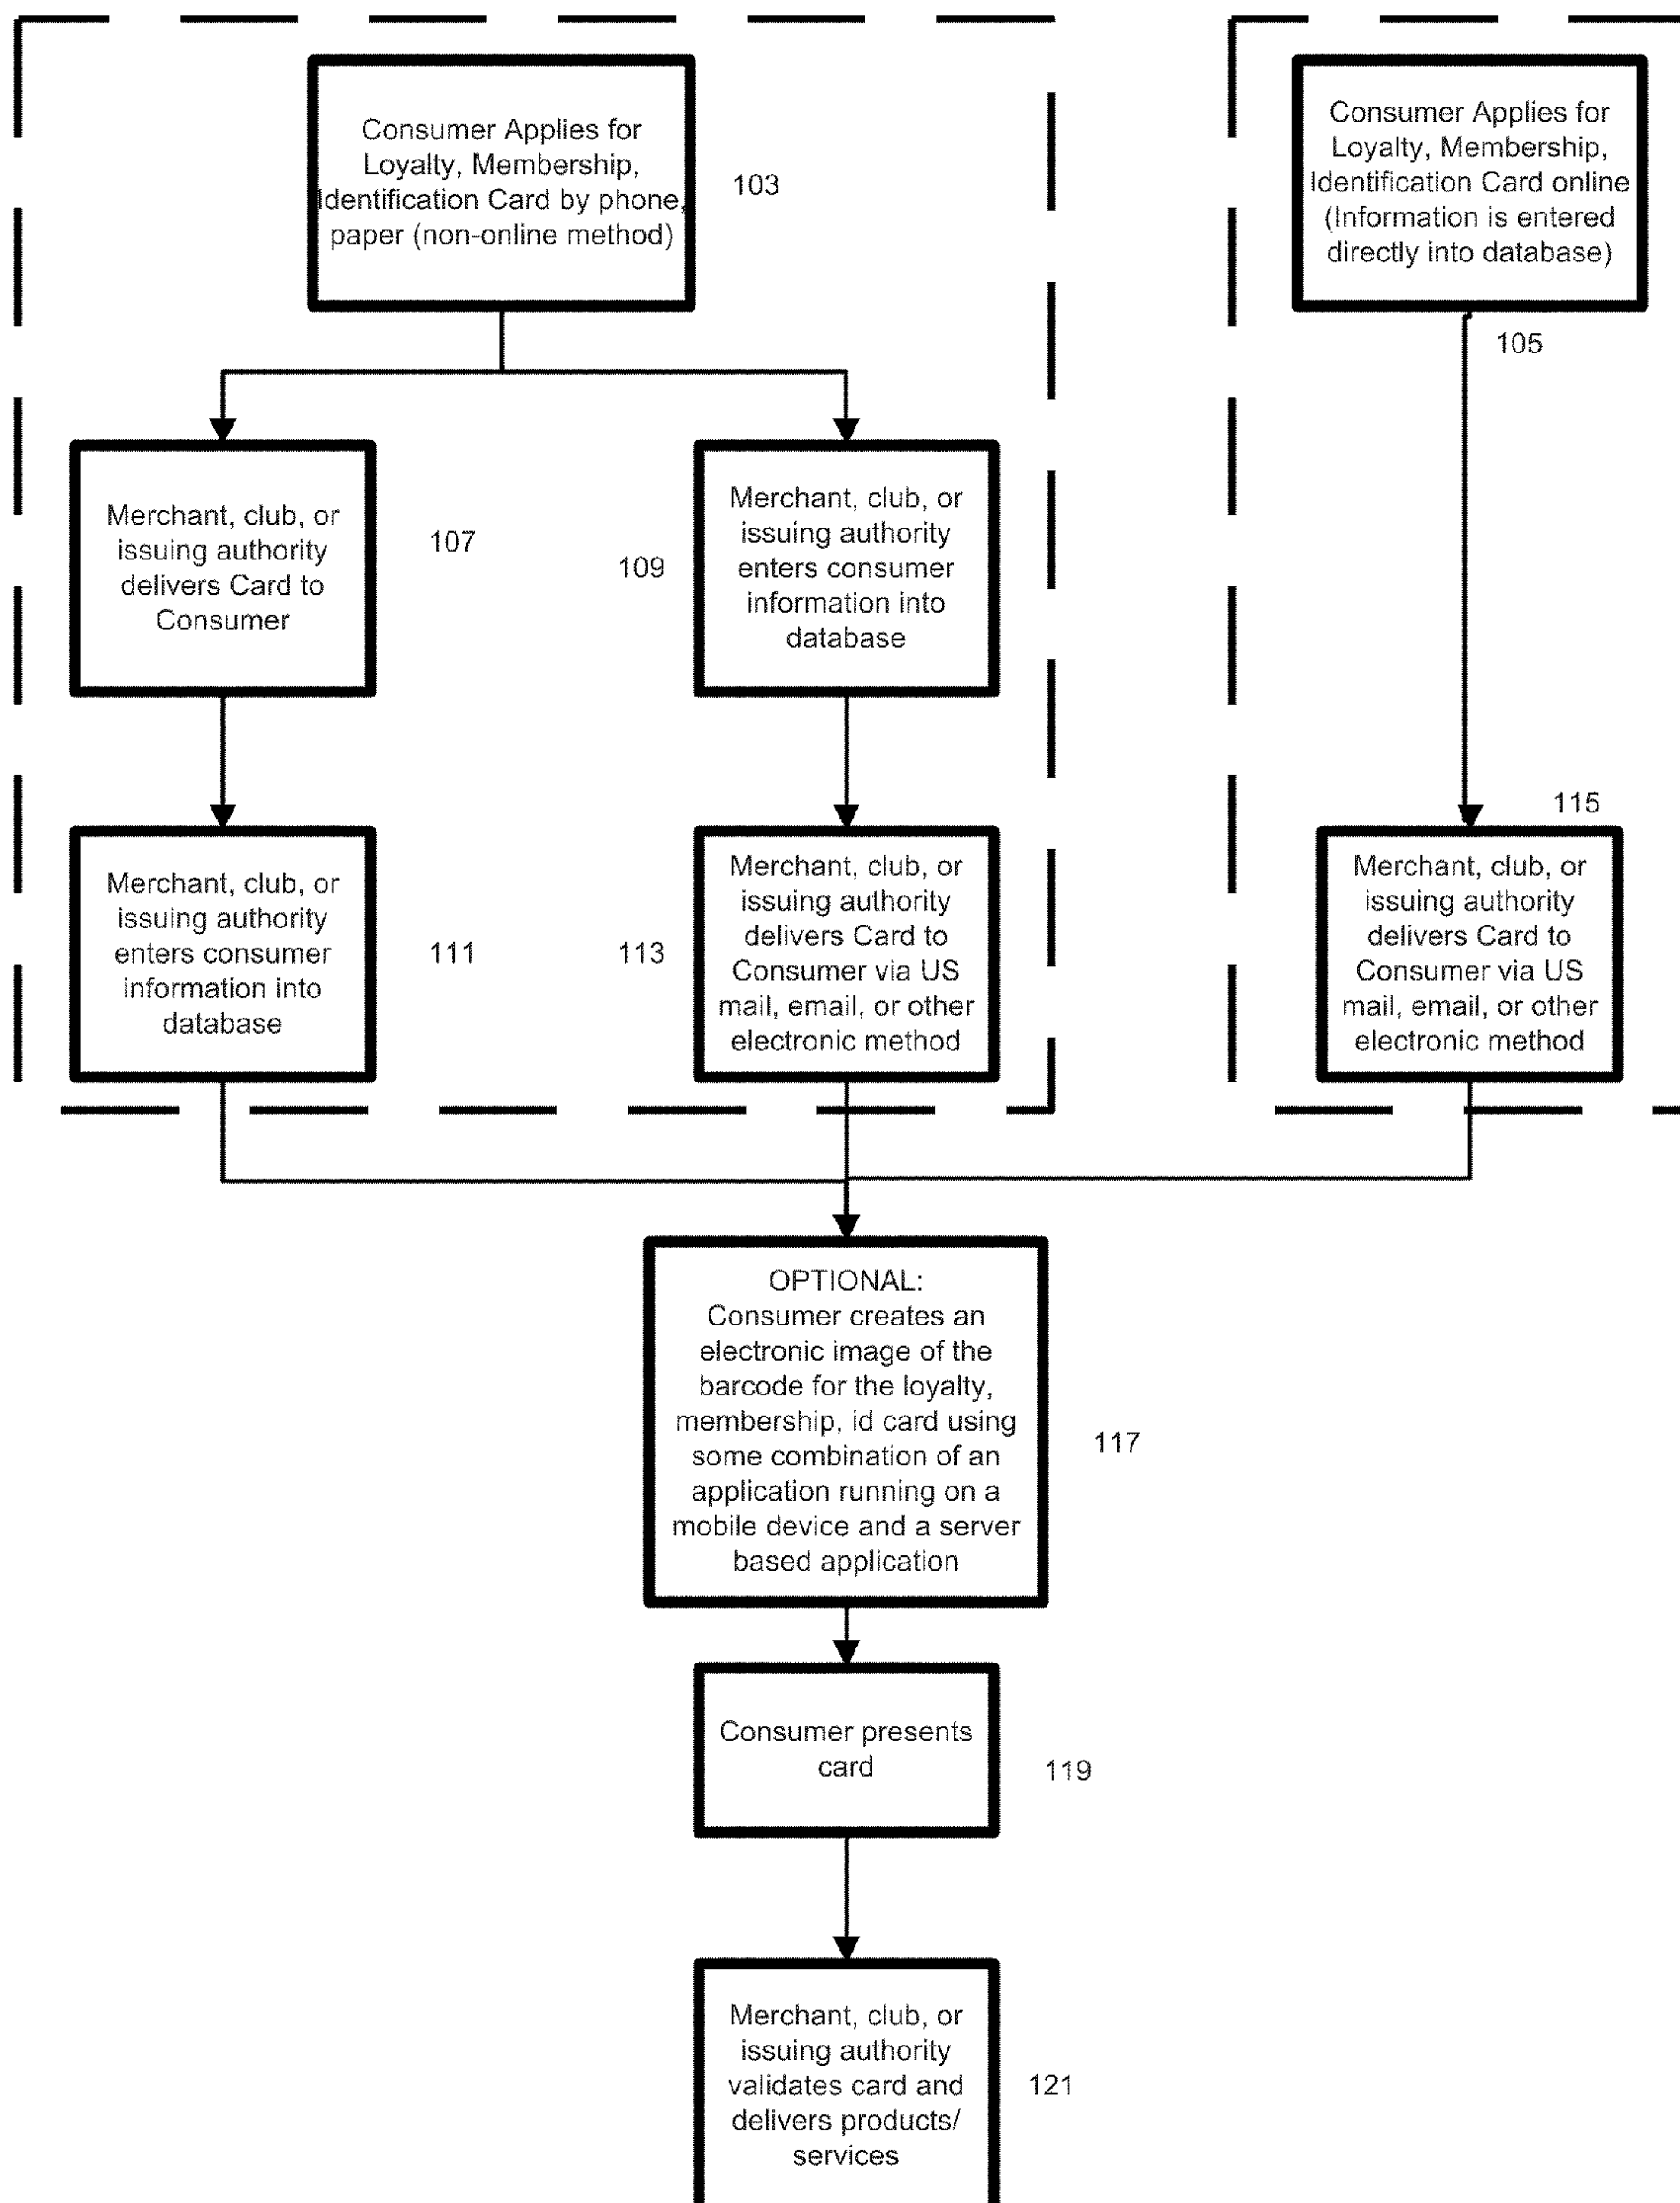 Consumer Applies for
Loyalty, Membership,
Identification Card by phone,
paper (non-online method)
103
Consumer Applies for
Loyalty, Membership,
Identification Card online
(Information is entered
directly into database)
105
Merchant, club, or
issuing authority
delivers Card to
Consumer
107
109
Merchant, club, or
issuing authority
enters consumer
information into
database
Merchant, club, or
issuing authority
enters consumer
information into
database
111
113
Merchant, club, or
issuing authority
delivers Card to
Consumer via US
mail, email, or other
electronic method
115
Merchant, club, or
issuing authority
delivers Card to
Consumer via US
mail, email, or other
electronic method
OPTIONAL:
Consumer creates an
electronic image of the
barcode for the loyalty,
membership, id card using
some combination of an
application running on a
mobile device and a server
based application
117
Consumer presents
card
119
Merchant, club, or
issuing authority
validates card and
delivers products/
services
121